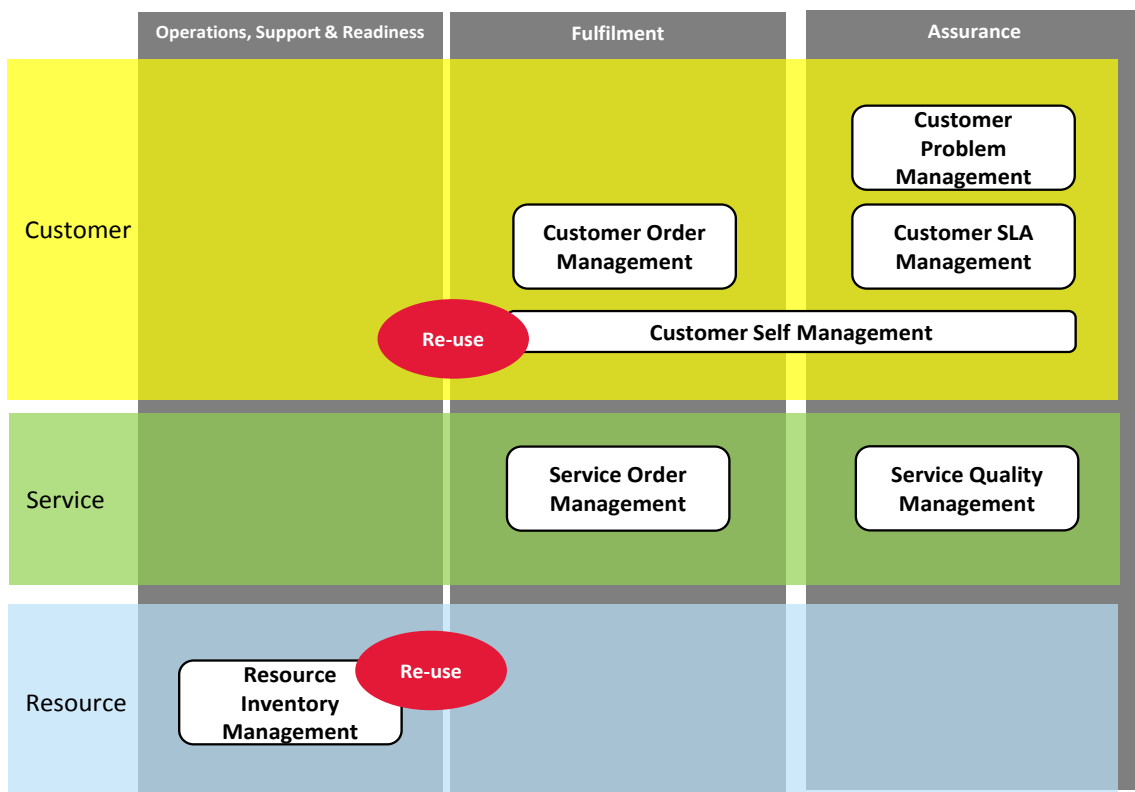 Operations, Support & Readiness
Fulfilment
Assurance
Customer
Customer
Problem
Management
Customer Order
Management
Customer SLA
Management
Re-use
Customer Self Management
Service
Service Order
Management
Service Quality
Management
Resource
Resource
Inventory
Management
Re-use